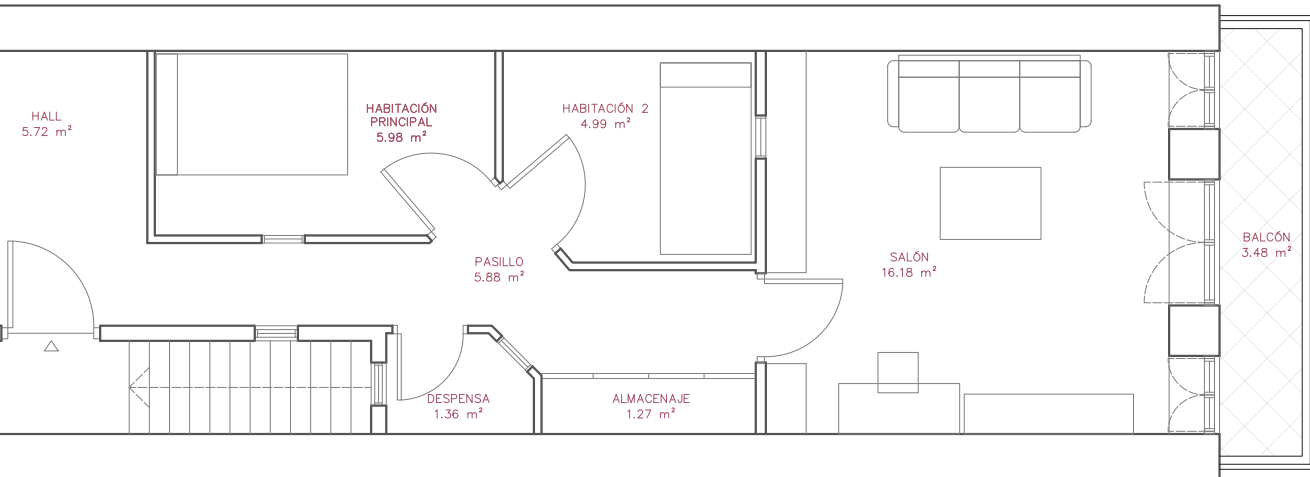 HALL
5.72 m²
HABITACIÓN
PRINCIPAL
5.98 m²
HABITACIÓN 2
4.99 m²
PASILLO
5.88 m²
SALÓN
16.18 m²
BALCÓN
3.48 m²
DESPENSA
1.36 m²
ALMACENAJE
1.27 m²